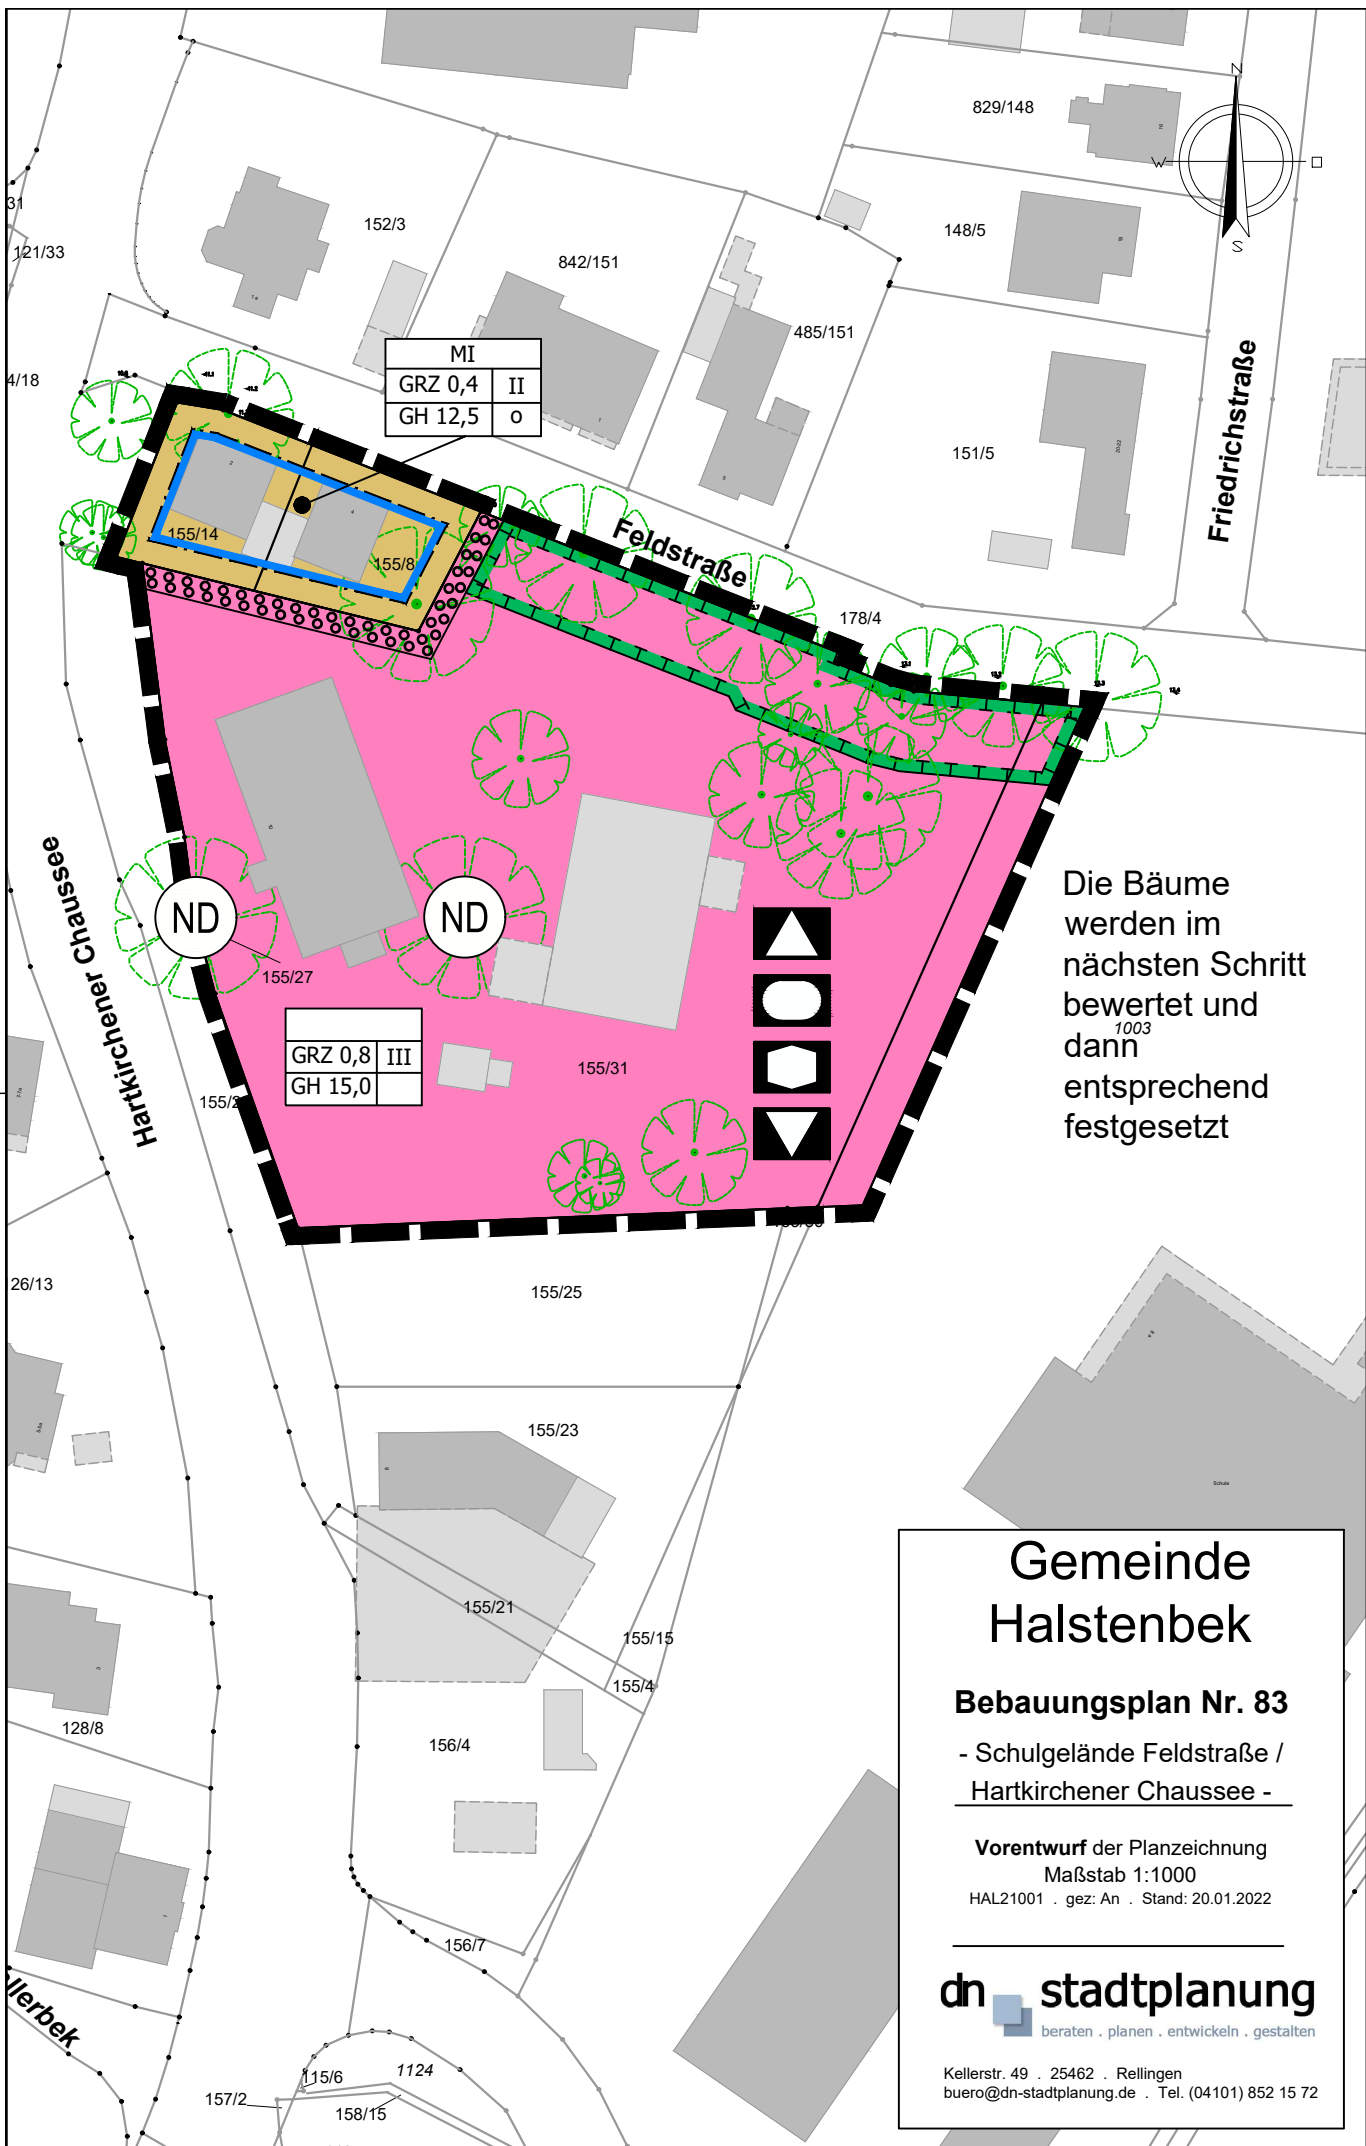 N
W
S
829/148
148/5
152/3
842/151
485/151
151/5
31
121/33
4/18
Friedrichstraße
MI
GRZ 0,4 II
GH 12,5 o
155/14
155/8
Feldstraße
178/4
Hartkirchener Chaussee
ND
ND
155/27
GRZ 0,8 III
GH 15,0
155/31
Die Bäume
werden im
nächsten Schritt
bewertet und
1003
dann
entsprechend
festgesetzt
26/13
155/25
155/23
Schule
155/21
155/15
155/4
128/8
156/4
156/7
115/6
1124
157/2
158/15
Gemeinde
Halstenbek
Bebauungsplan Nr. 83
- Schulgelände Feldstraße /
Hartkirchener Chaussee -
Vorentwurf der Planzeichnung
Maßstab 1:1000
HAL21001 . gez: An . Stand: 20.01.2022
dn stadtplanung
beraten . planen . entwickeln . gestalten
Kellerstr. 49 . 25462 . Rellingen
buero@dn-stadtplanung.de . Tel. (04101) 852 15 72